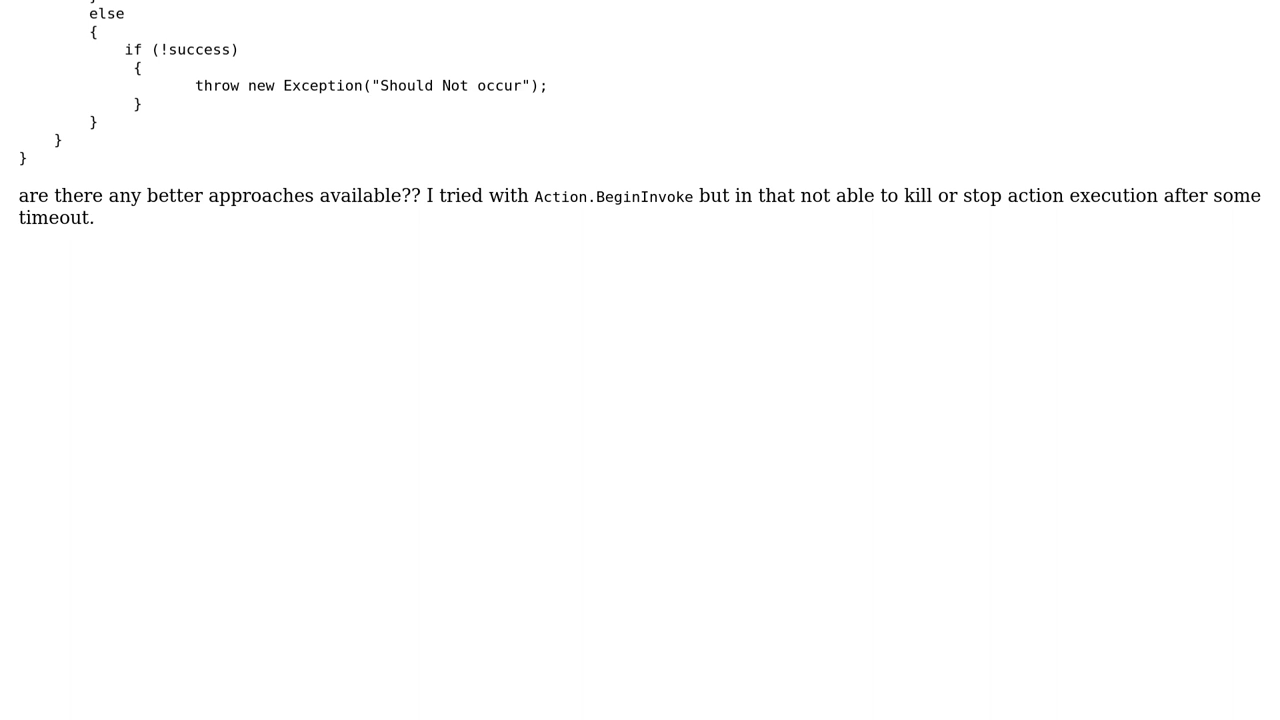 else
{
if (!success)
{
throw new Exception("Should Not occur");
}
}
}
}
are there any better approaches available?? I tried with Action.BeginInvoke but in that not able to kill or stop action execution after some
timeout.